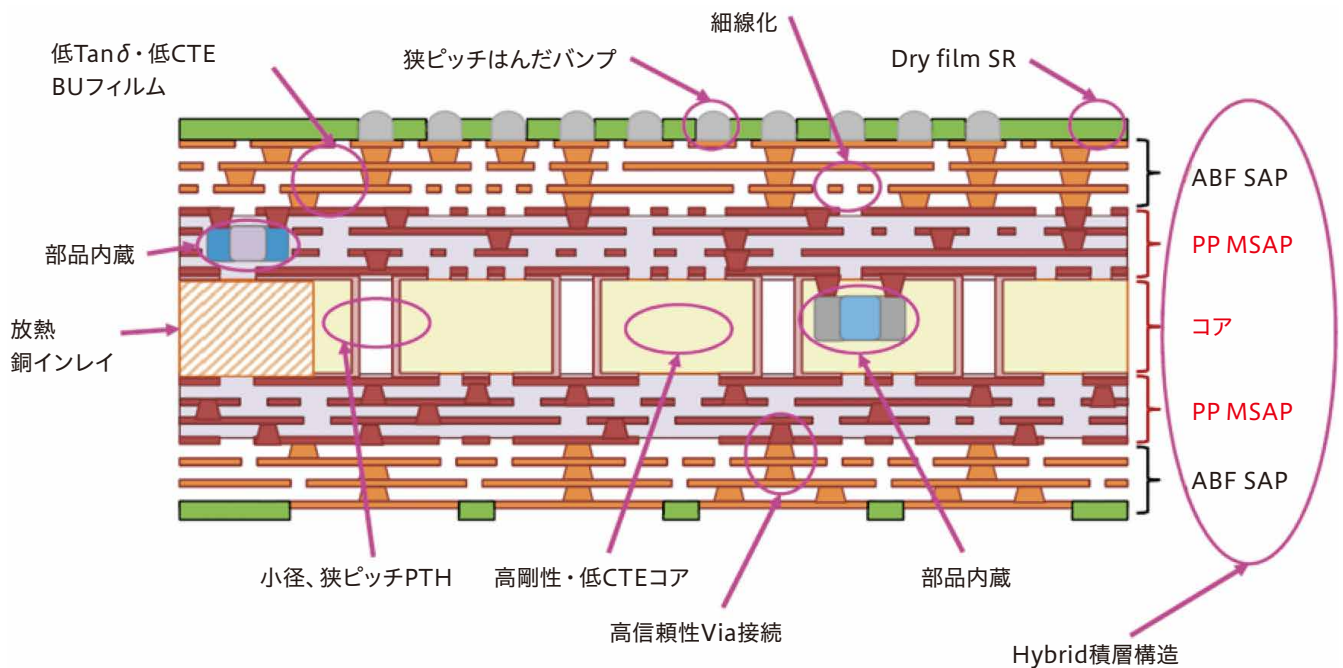 細線化
低Tanδ・低CTE
BUフィルム
狭ピッチはんだバンプ
Dry film SR
ABF SAP
部品内蔵
PP MSAP
放熱
銅インレイ
コア
PP MSAP
ABF SAP
小径、狭ピッチPTH
高剛性・低CTEコア
部品内蔵
高信頼性Via接続
Hybrid積層構造